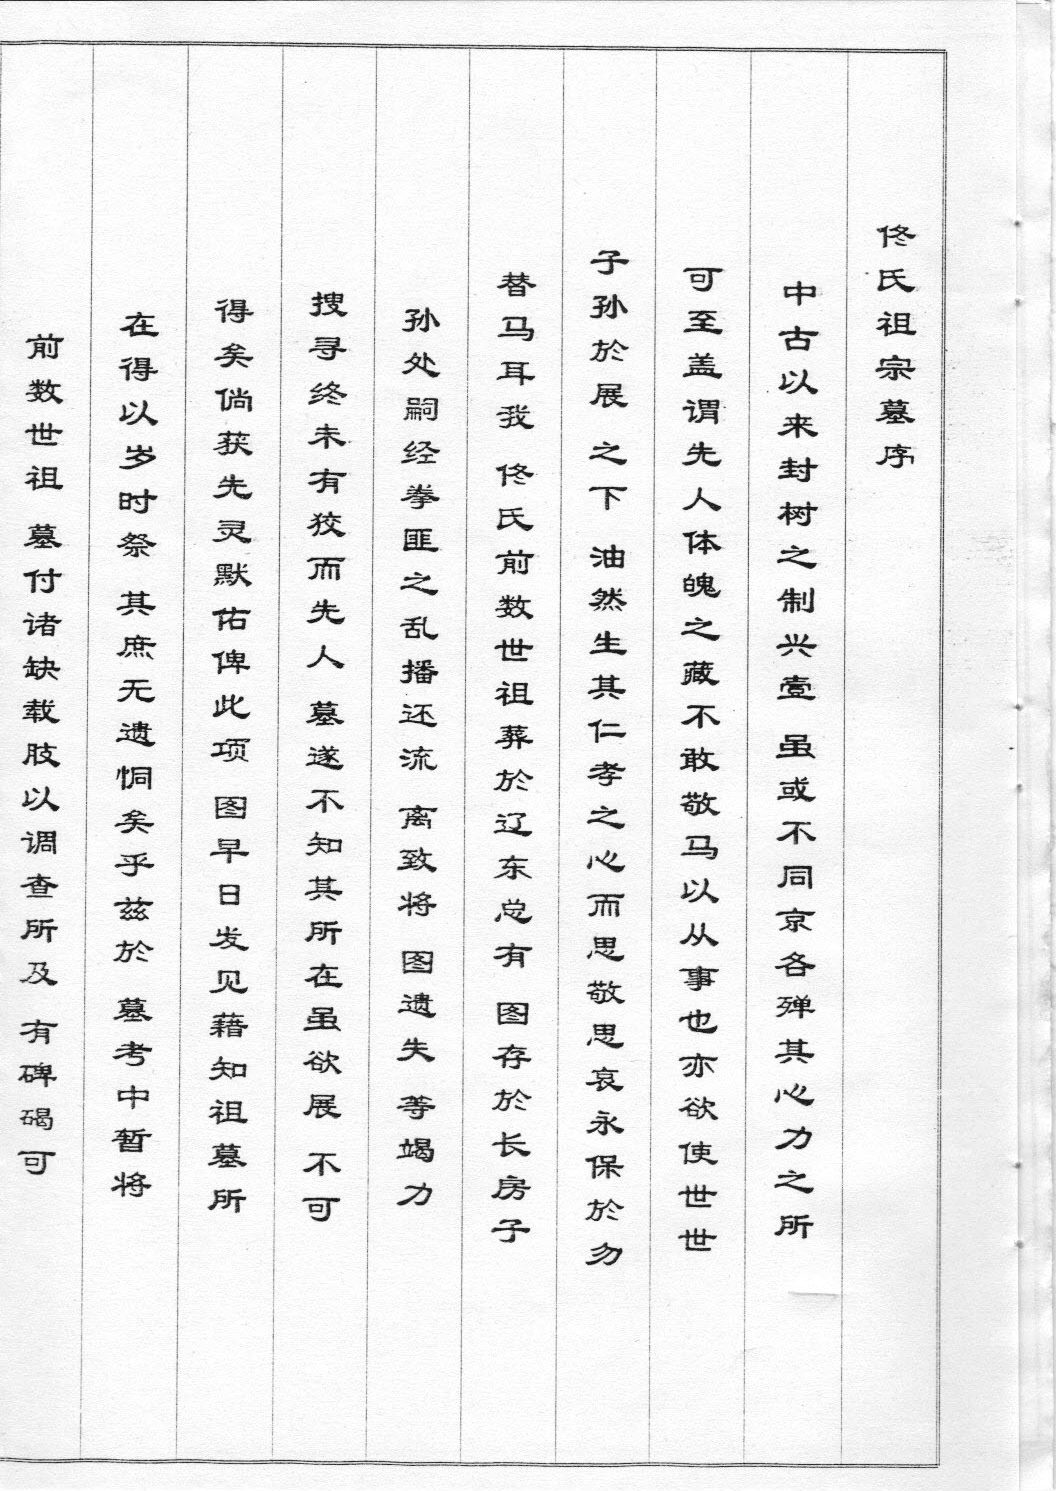 佟氏祖宗墓序
中古以来封树之制兴壹 虽或不同京各殚其心力之所
可至盖谓先人体魄之藏不敢敬马以从事也亦欲使世世
子孙於展 之下 油然生其仁孝之心而思敬思哀永保於勿
替马耳我 佟氏前数世祖葬於辽东总有 图存於长房子
孙处嗣经拳匪之乱播还流 离致将 图遗失 等竭力
搜寻终未有狡而先人 墓遂不知其所在虽欲展 不可
得矣倘获先灵默佑俾此项 图早日发见藉知祖墓所
在得以岁时祭 其庶无遗恫矣乎兹於 墓考中暂将
前数世祖 墓付诸缺载肢以调查所及 有碑碣可